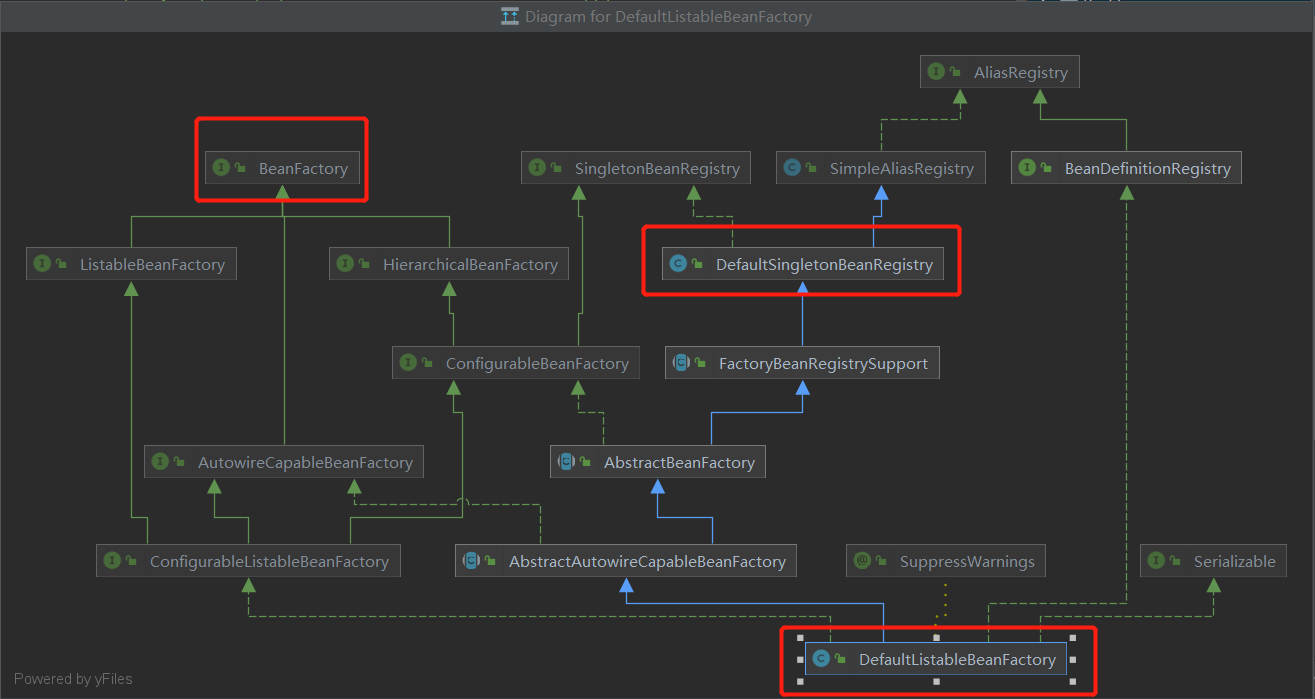 Diagram for DefaultListableBeanFactory
AliasRegistry
BeanFactory
SingletonBeanRegistry
SimpleAliasRegistry
BeanDefinitionRegistry
ListableBeanFactory
HierarchicalBeanFactory
DefaultSingletonBeanRegistry
ConfigurableBeanFactory
FactoryBeanRegistrySupport
AutowireCapableBeanFactory
AbstractBeanFactory
ConfigurableListableBeanFactory
AbstractAutowireCapableBeanFactory
SuppressWarnings
Serializable
DefaultListableBeanFactory
Powered by yFiles